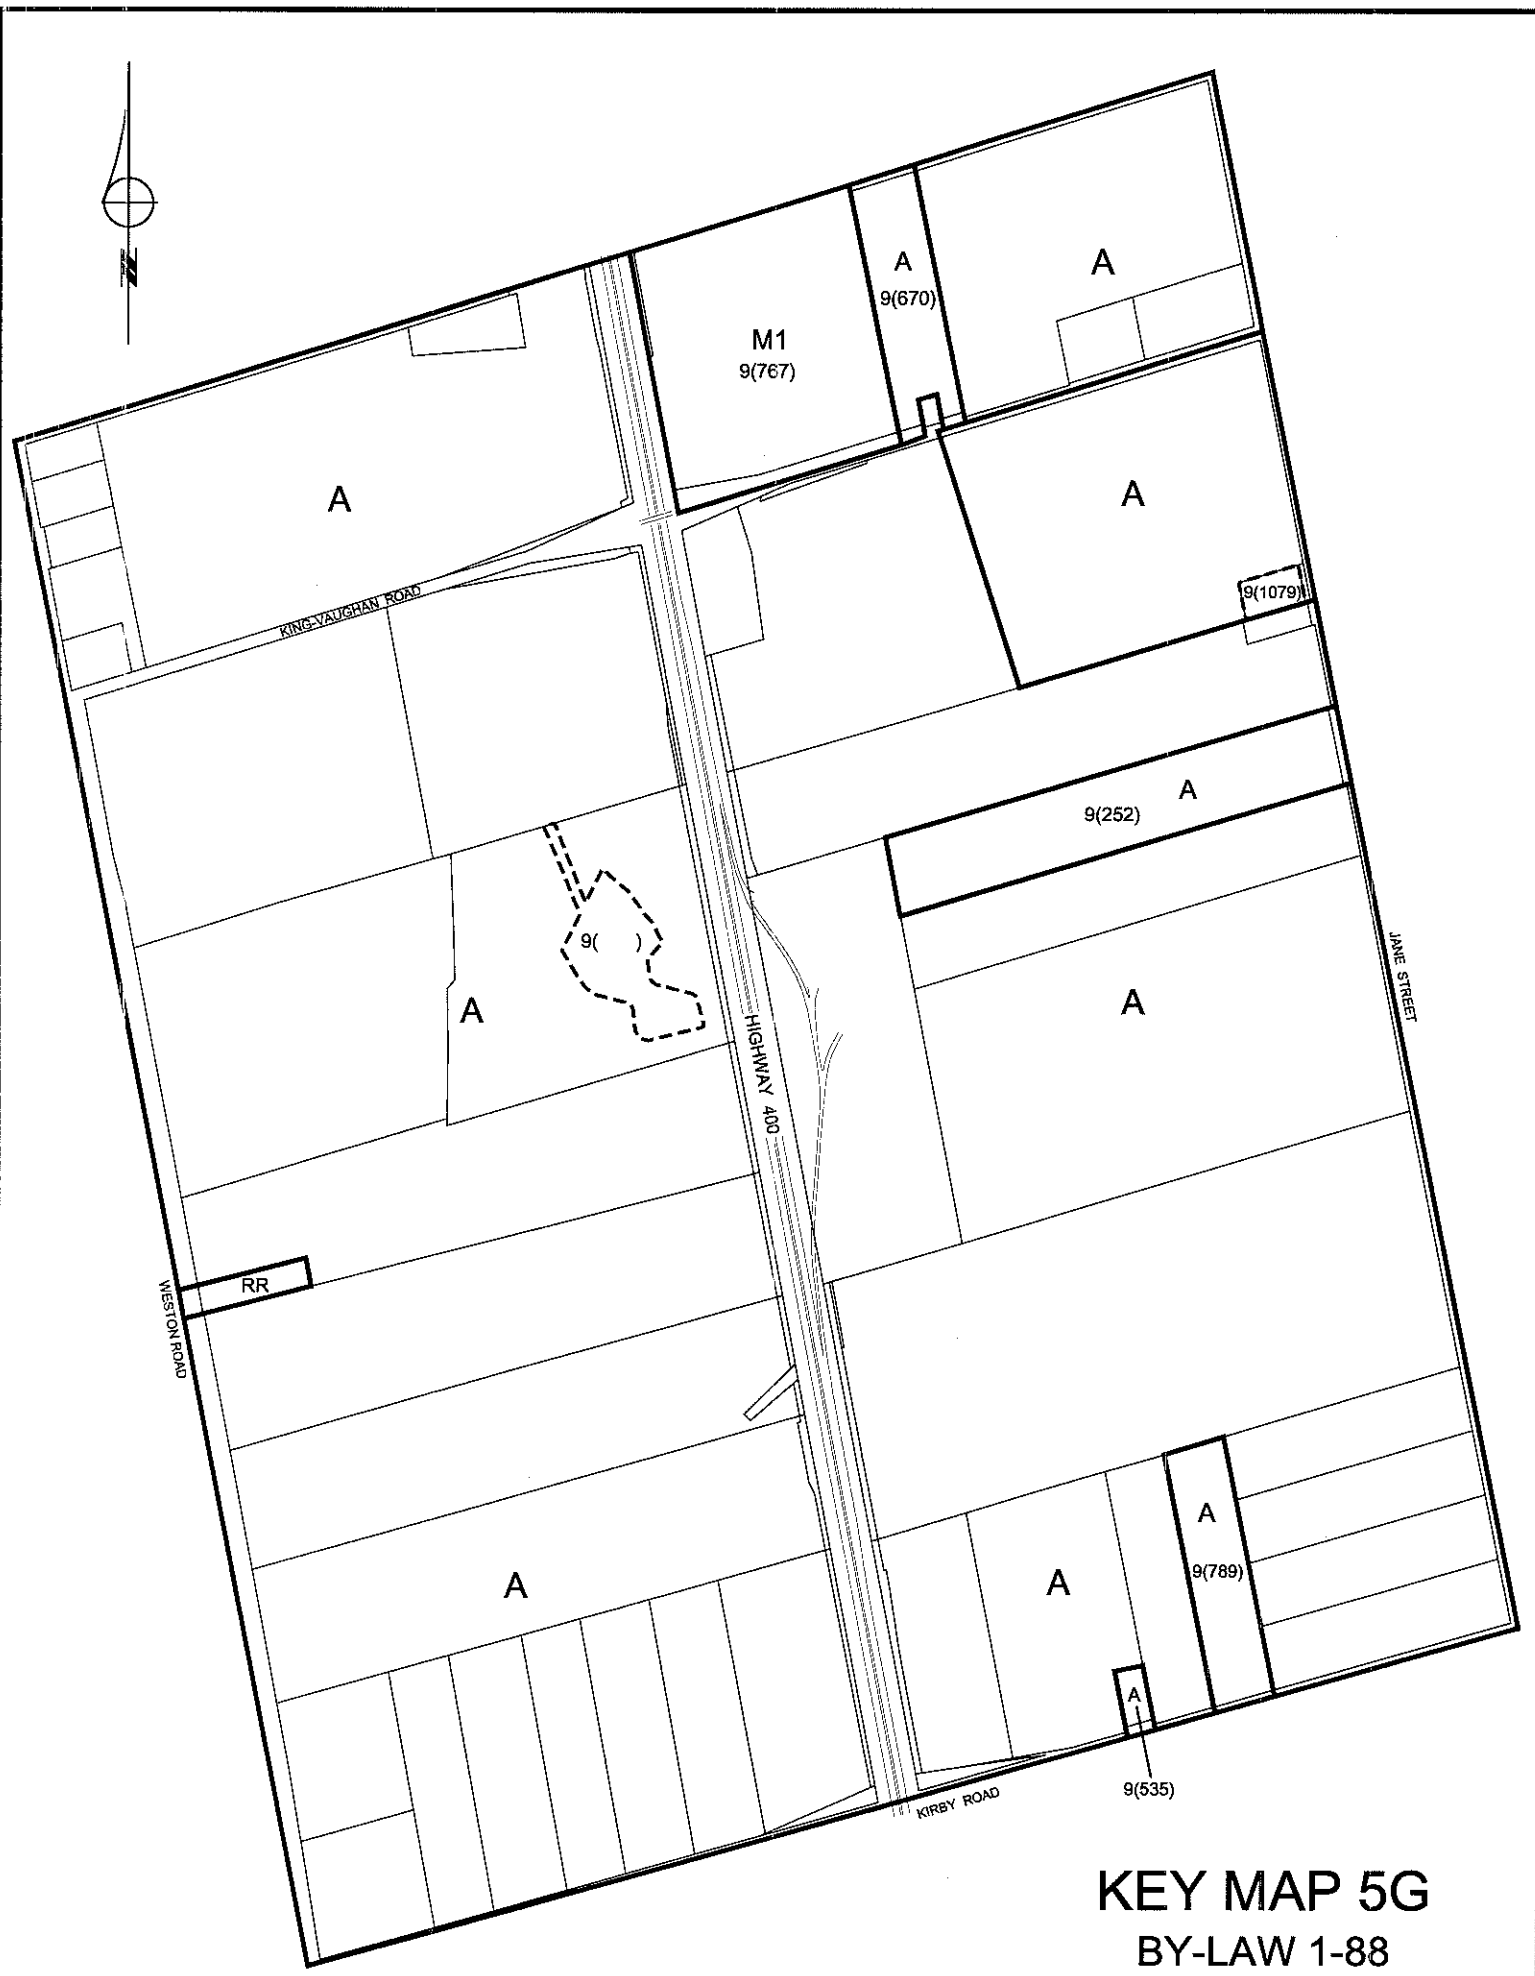 A
9(670)
A
M1
9(767)
A
A
9(1079)
KING-VAUGHAN ROAD
A
9(252)
9( )
JANE STREET
A
A
HIGHWAY 400
RR
WESTON ROAD
A
9(789)
A
A
A
9(535)
KIRBY ROAD
KEY MAP 5G
BY-LAW 1-88